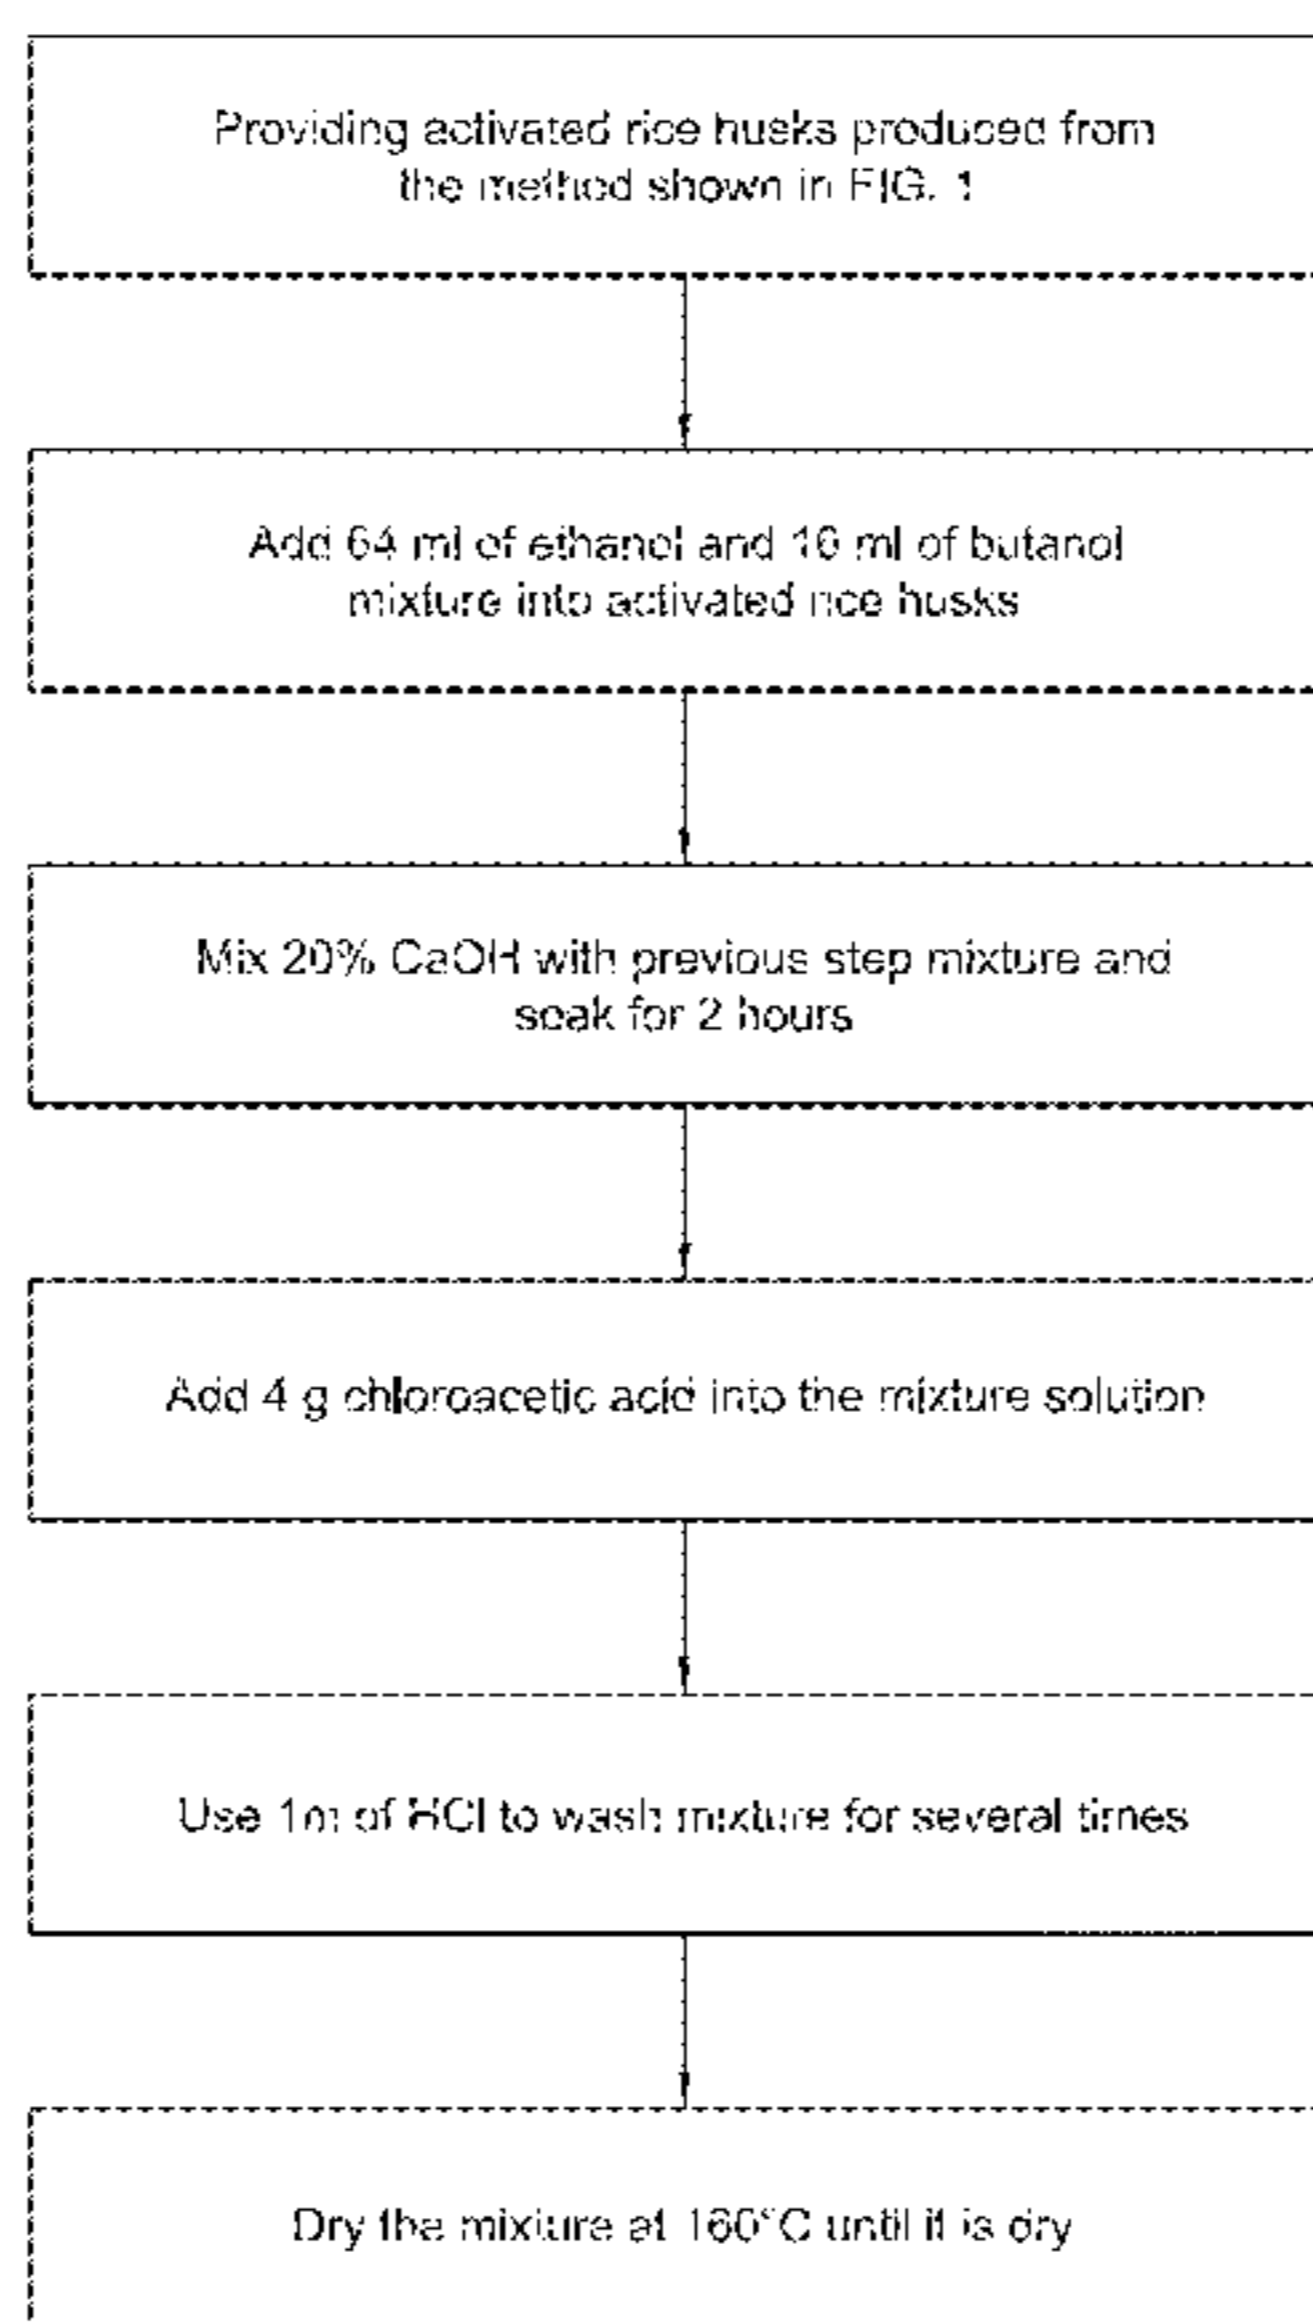 Providing activated rice husks produced from
the method shown in FIG. 1
Add 64 ml of ethanol and 16 ml of butanol
mixture into activated rice husks
Mix 20% CaOH with previous step mixture and
soak for 2 hours
Add 4 g chloroacetic acid into the mixture solution
Use 1m of HCl to wash mixture for several times
Dry the mixture at 160°C until it is dry